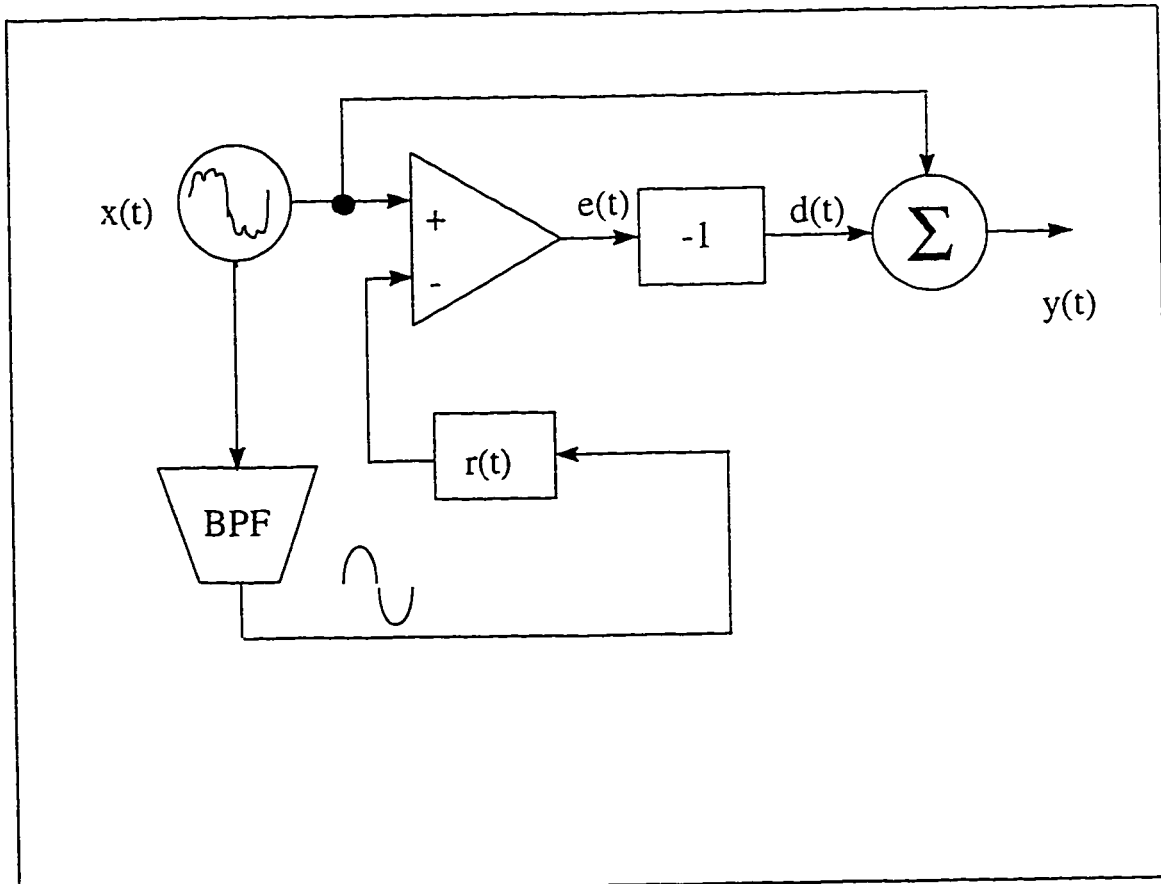 x(t)
+
-
e(t)
-1
d(t)
Σ
y(t)
r(t)
BPF